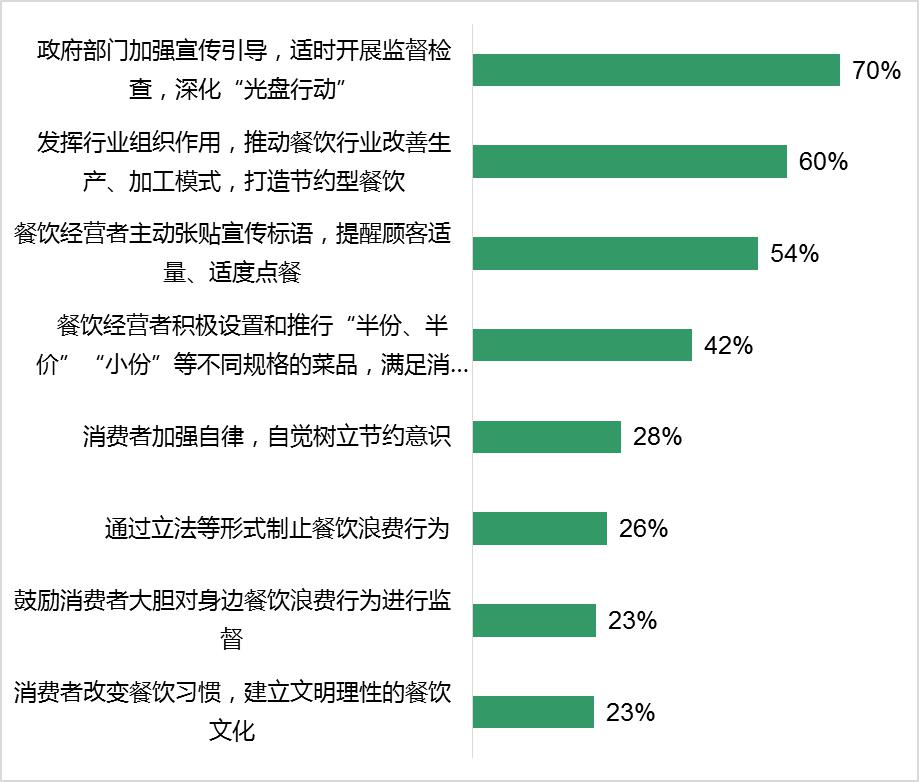 政府部门加强宣传引导，适时开展监督检
查，深化“光盘行动”
70%
发挥行业组织作用，推动餐饮行业改善生
产、加工模式，打造节约型餐饮
60%
餐饮经营者主动张贴宣传标语，提醒顾客适
量、适度点餐
54%
餐饮经营者积极设置和推行“半份、半
价”“小份”等不同规格的菜品，满足消…
42%
消费者加强自律，自觉树立节约意识
28%
通过立法等形式制止餐饮浪费行为
26%
鼓励消费者大胆对身边餐饮浪费行为进行监
督
23%
消费者改变餐饮习惯，建立文明理性的餐饮
文化
23%